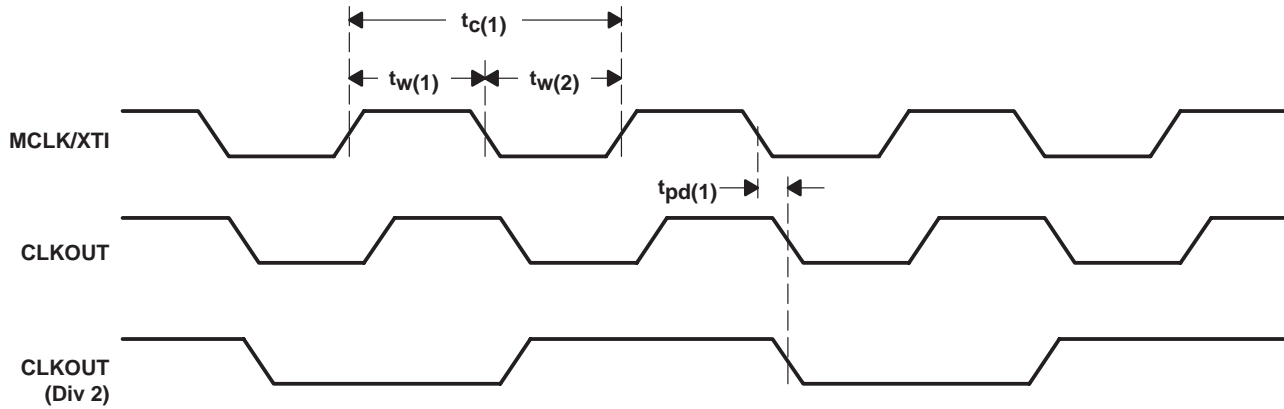 tc(1)
tw(1)
tw(2)
MCLK/XTI
tpd(1)
CLKOUT
CLKOUT
(Div 2)